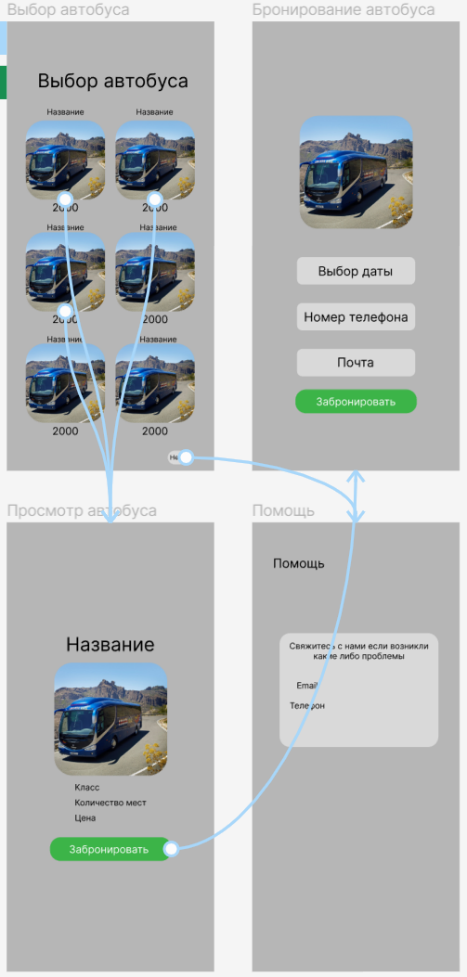 Выбор автобуса
Выбор автобуса
Название
Название
2000
2000
Название
Название
2000
2000
Название
Название
2000
2000
Бронирование автобуса
Выбор даты
Номер телефона
Почта
Забронировать
Просмотр автобуса
Название
Класс
Количество мест
Цена
Забронировать
Помощь
Помощь
Свяжитесь с нами если возникли
какие либо проблемы
Email
Телефон